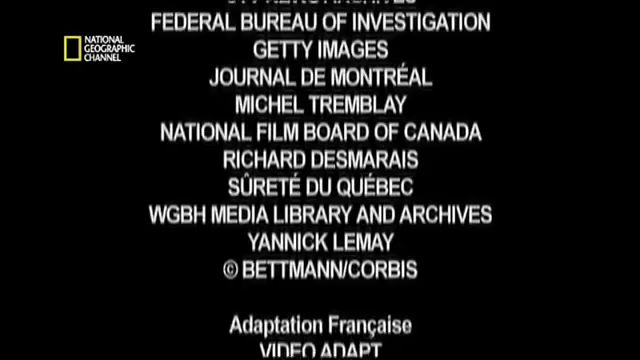 NATIONAL
GEOGRAPHIC
CHANNEL
FEDERAL BUREAU OF INVESTIGATION
GETTY IMAGES
JOURNAL DE MONTRÉAL
MICHEL TREMBLAY
NATIONAL FILM BOARD OF CANADA
RICHARD DESMARAIS
SÛRETÉ DU QUÉBEC
WGBH MEDIA LIBRARY AND ARCHIVES
YANNICK LEMAY
© BETTMANN/CORBIS
Adaptation Française
VIDEO ADAPT